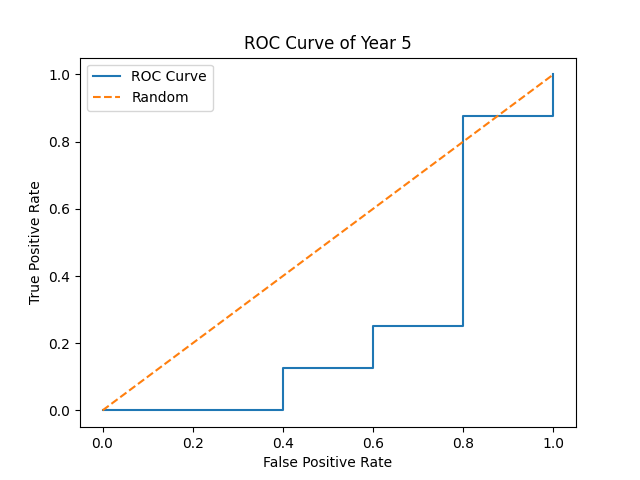 ROC Curve of Year 5
ROC Curve
Random
True Positive Rate
1.0
0.8
0.6
0.4
0.2
0.0
0.0 0.2 0.4 0.6 0.8 1.0
False Positive Rate